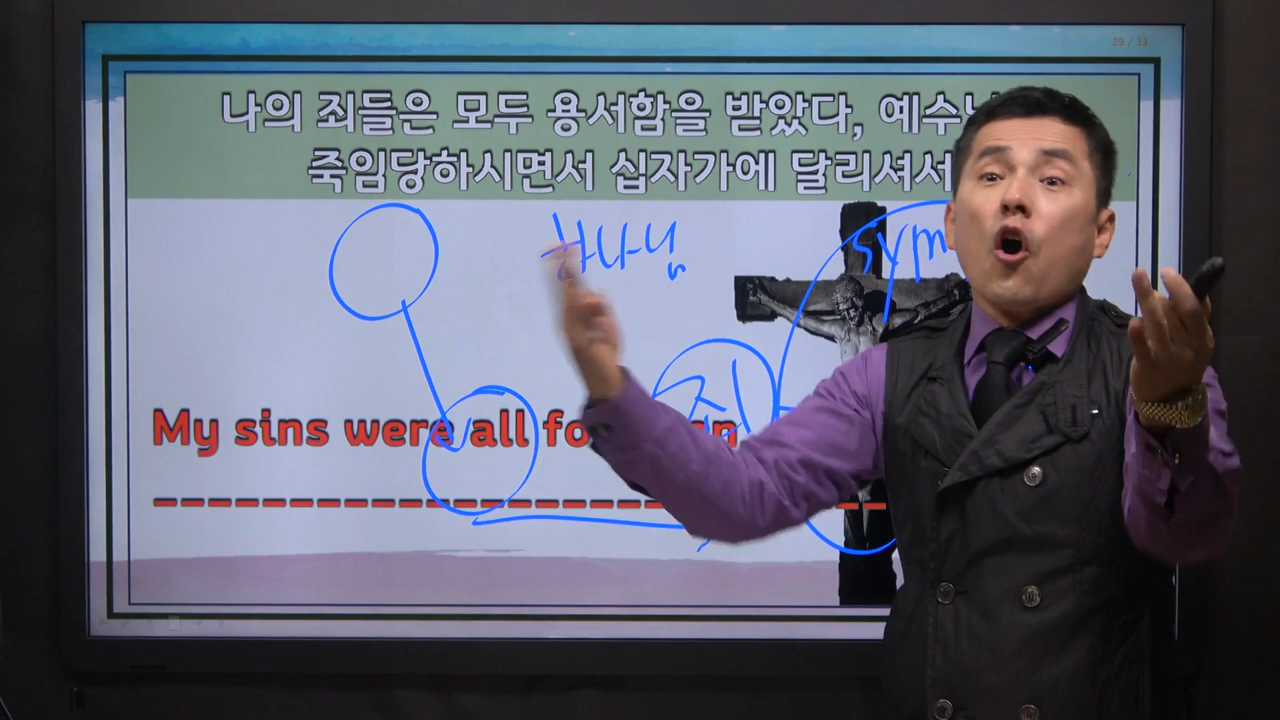 29 / 33
나의 죄들은 모두 용서함을 받았다, 예수
죽임당하시면서 십자가에 달리셔서
하나님
sym
죄
My sins were all